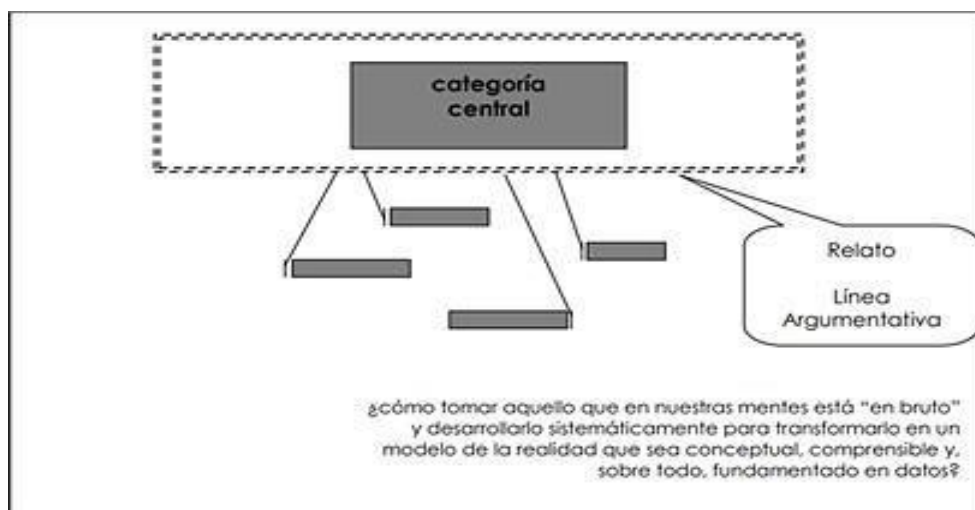 categoría
central
Relato
Línea
Argumentativa
¿cómo tomar aquello que en nuestras mentes está “en bruto”
y desarrollarlo sistemáticamente para transformarlo en un
modelo de la realidad que sea conceptual, comprensible y,
sobre todo, fundamentado en datos?